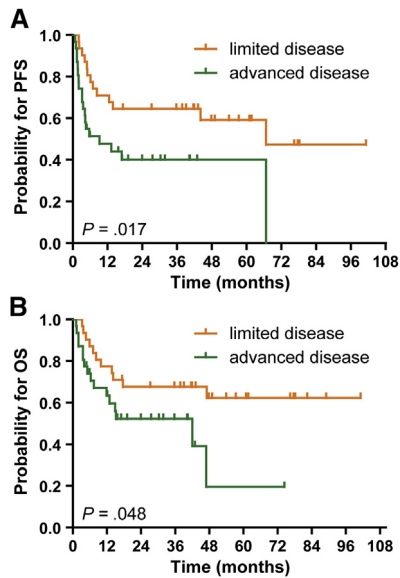 A
limited disease
advanced disease
Probability for PFS
1.0
0.8
0.6
0.4
0.2
0.0
P = .017
0 12 24 36 48 60 72 84 96 108
Time (months)
B
limited disease
advanced disease
Probability for OS
1.0
0.8
0.6
0.4
0.2
0.0
P = .048
0 12 24 36 48 60 72 84 96 108
Time (months)